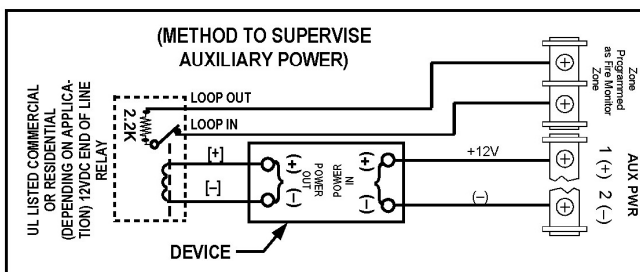 (METHOD TO SUPERVISE
AUXILIARY POWER)
UL LISTED COMMERCIAL
OR RESIDENTIAL
(DEPENDING ON APPLICA-
TION) 12VDC END OF LINE
RELAY
2.2K
LOOP OUT
LOOP IN
[+]
[–]
(+)
(–)
POWER
OUT
POWER
IN
(+)
(–)
+12V
(–)
DEVICE
Zone
Programmed
as Fire Monitor
Zone
AUX PWR
1 (+) 2 (–)